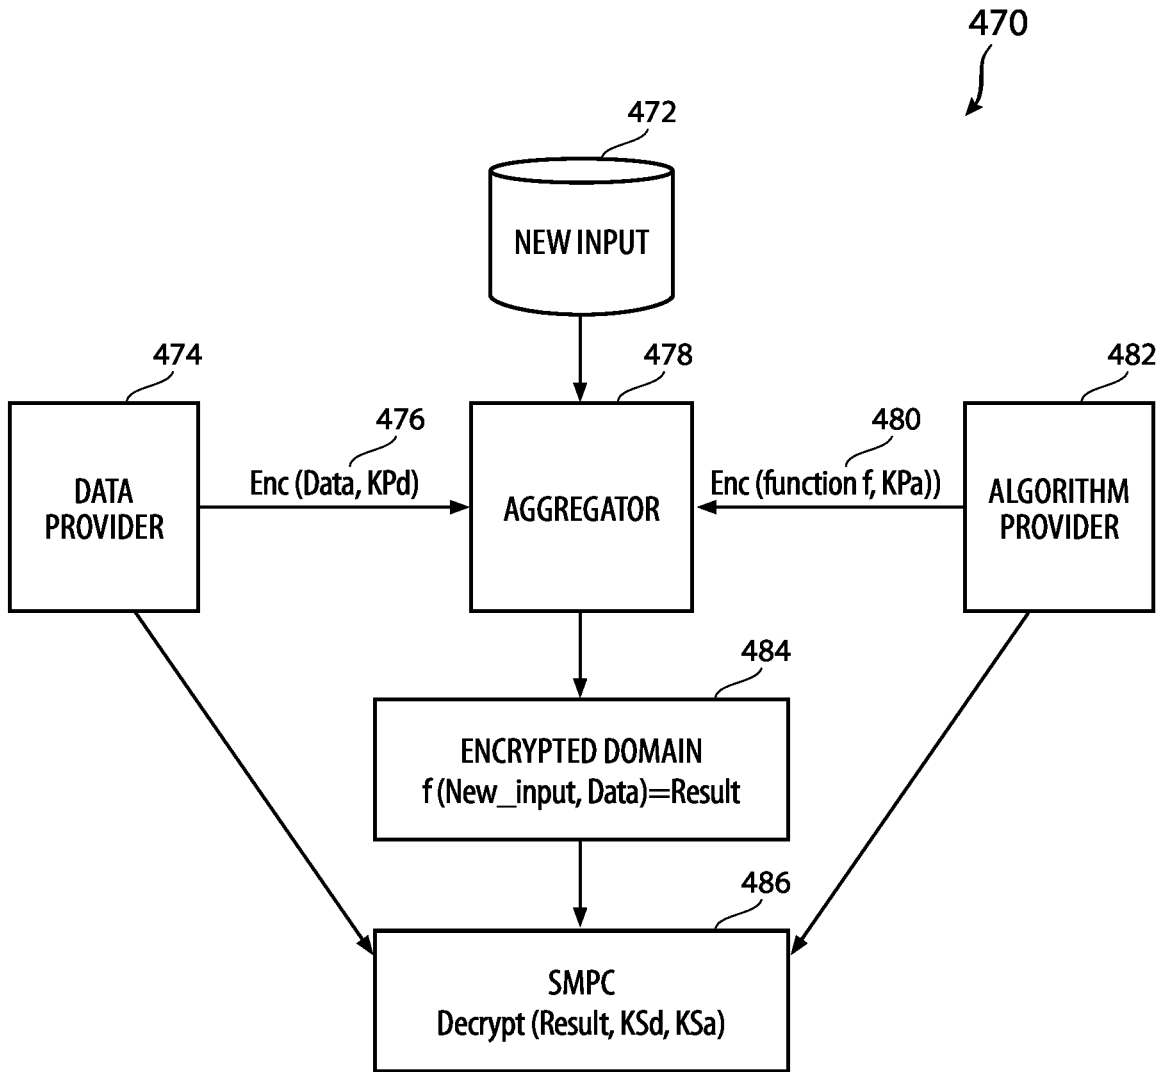 470
472
NEW INPUT
474
478
482
476
480
Enc (Data, KPd)
Enc (function f, KPa))
DATA
PROVIDER
AGGREGATOR
ALGORITHM
PROVIDER
484
ENCRYPTED DOMAIN
f (New_input, Data)=Result
486
SMPC
Decrypt (Result, KSd, KSa)